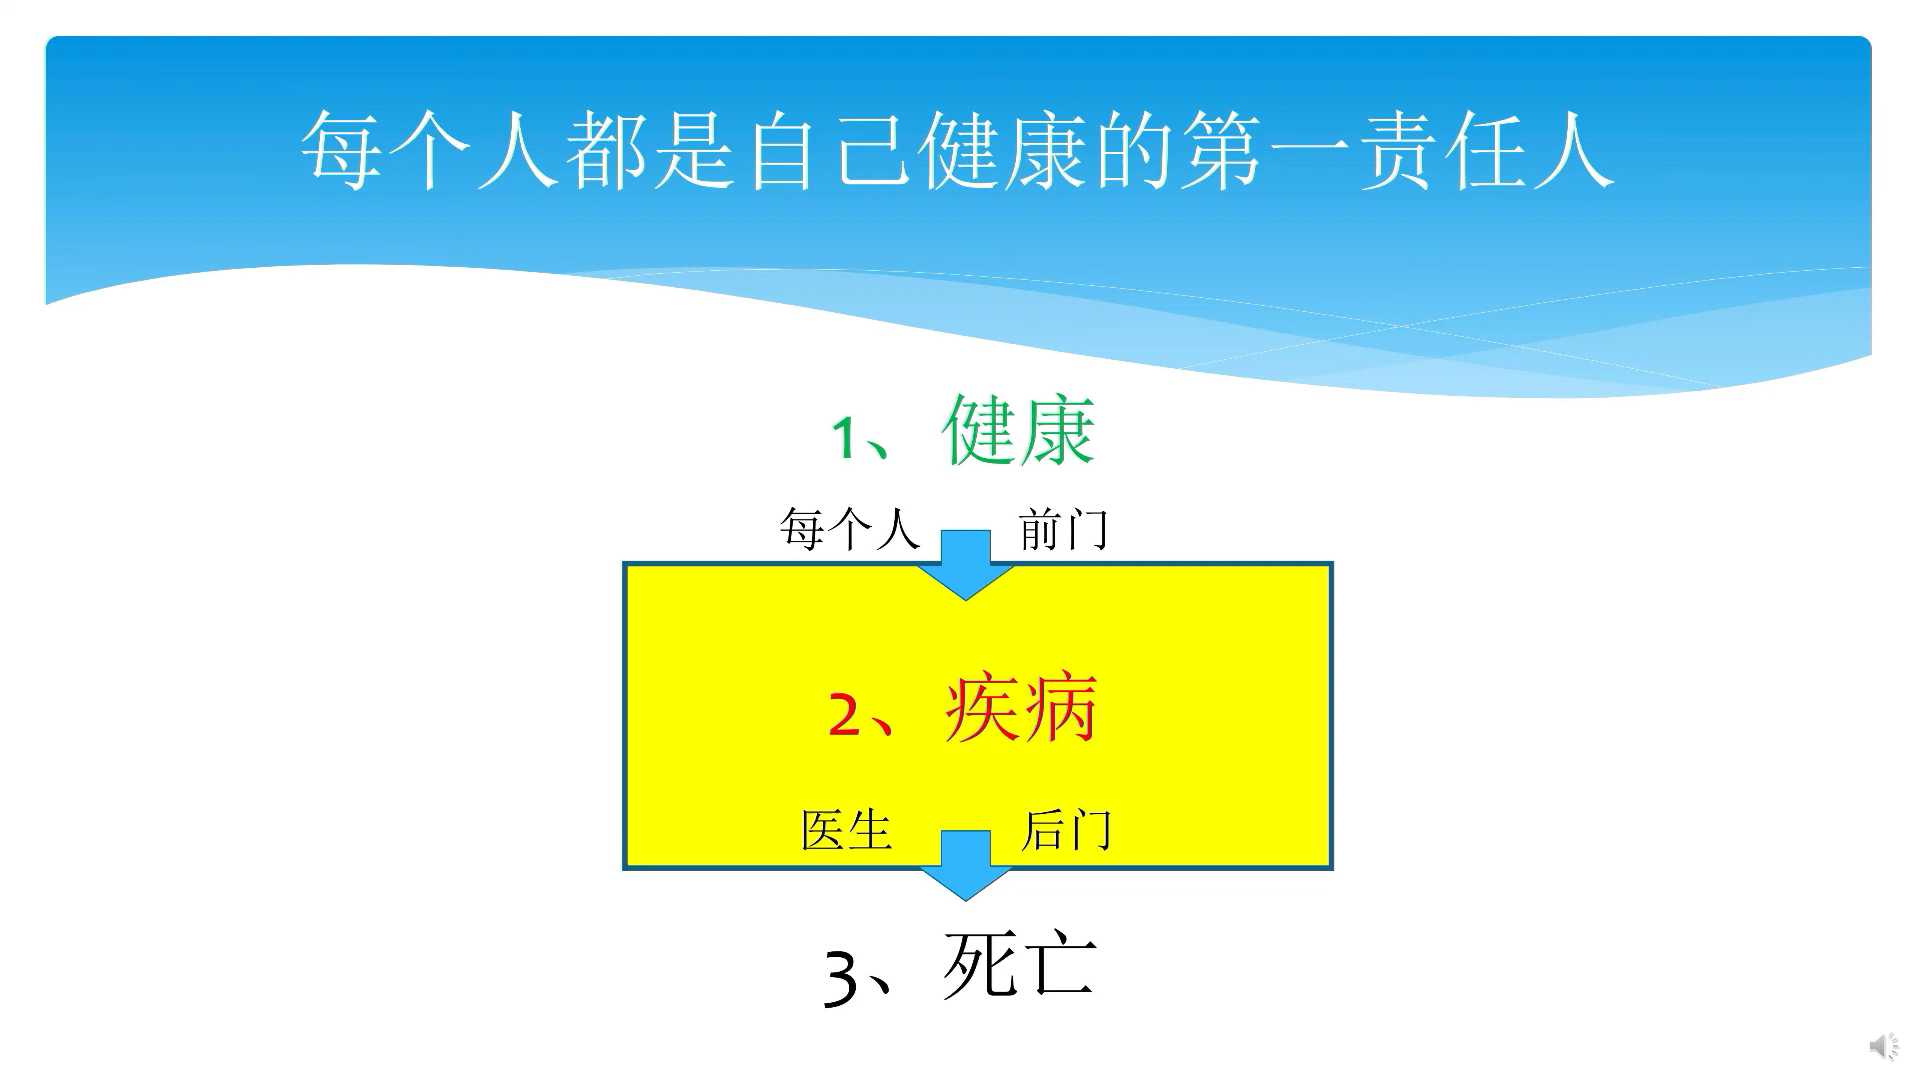 每个人都是自己健康的第一责任人
1、健康
每个人 前门
2、疾病
医生 后门
3、死亡